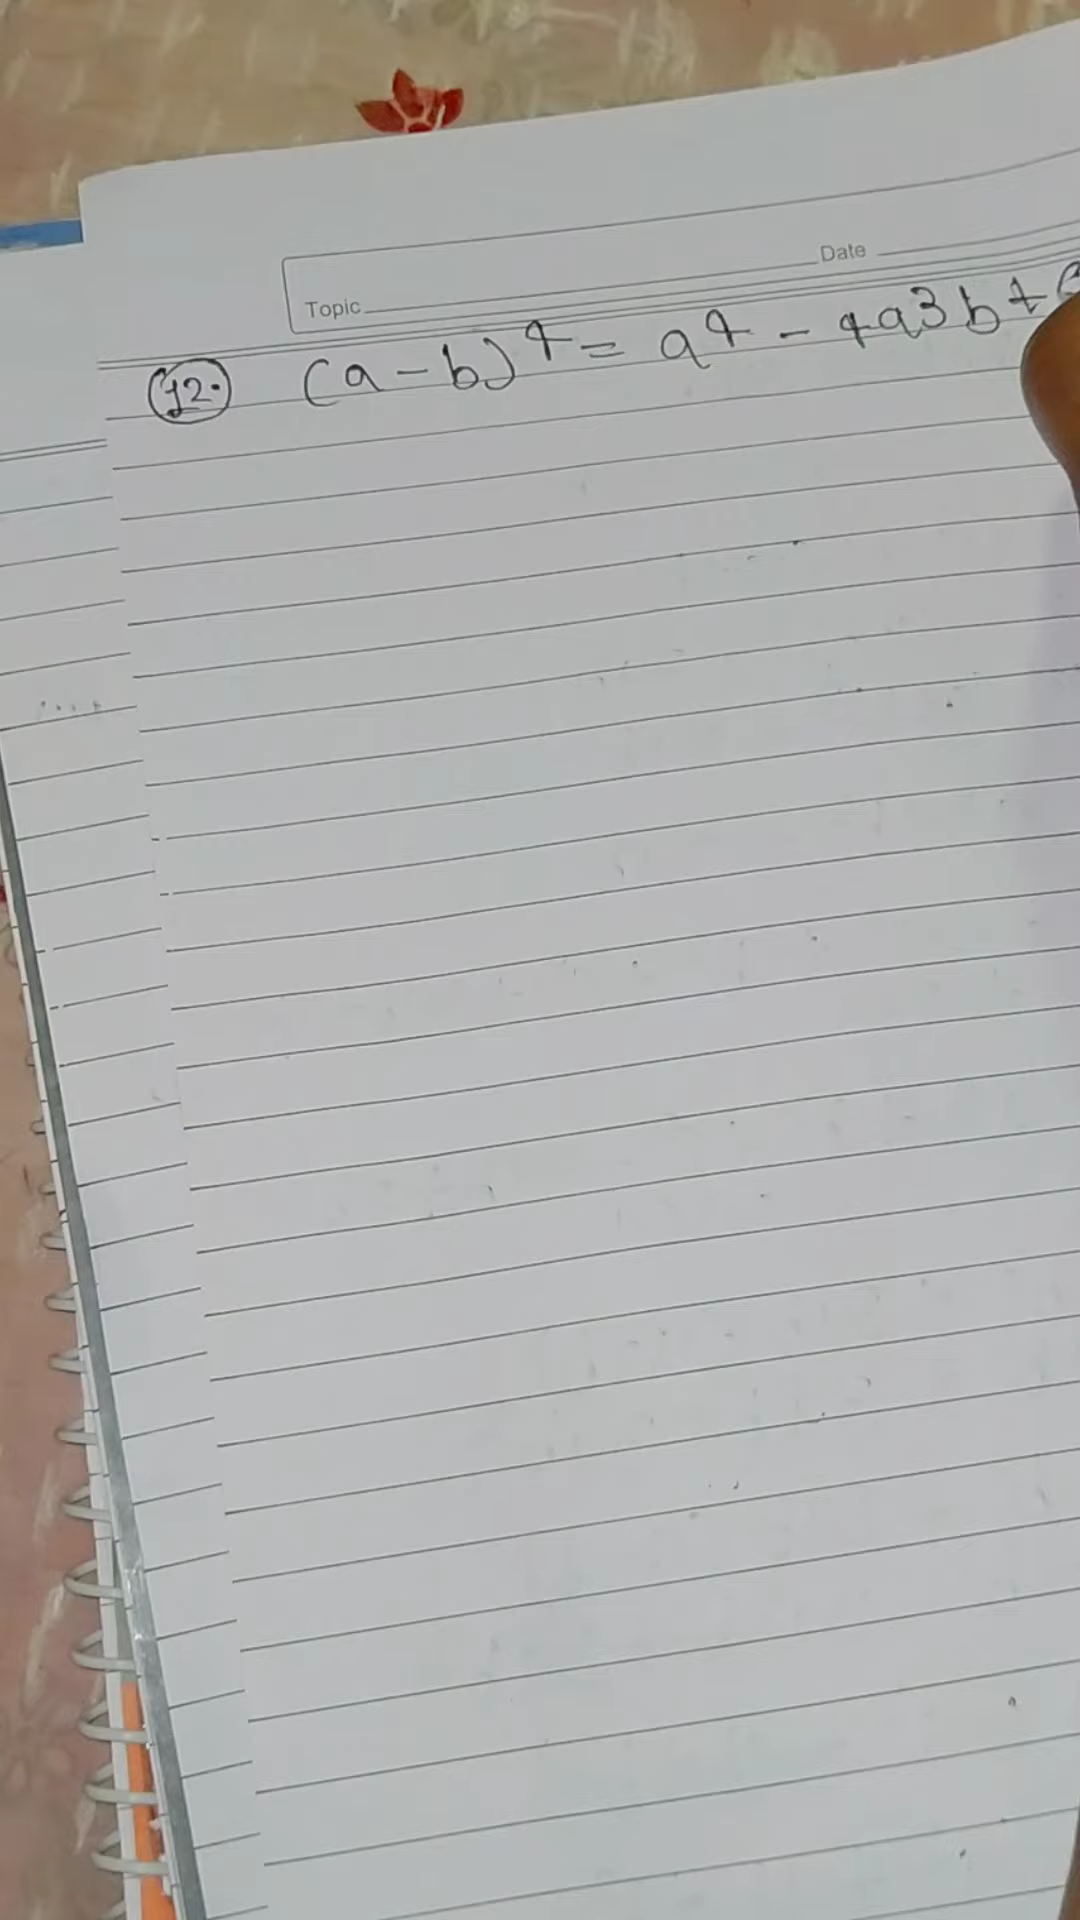 Date
Topic
12. (a-b)⁴ = a⁴ - 4a³b +